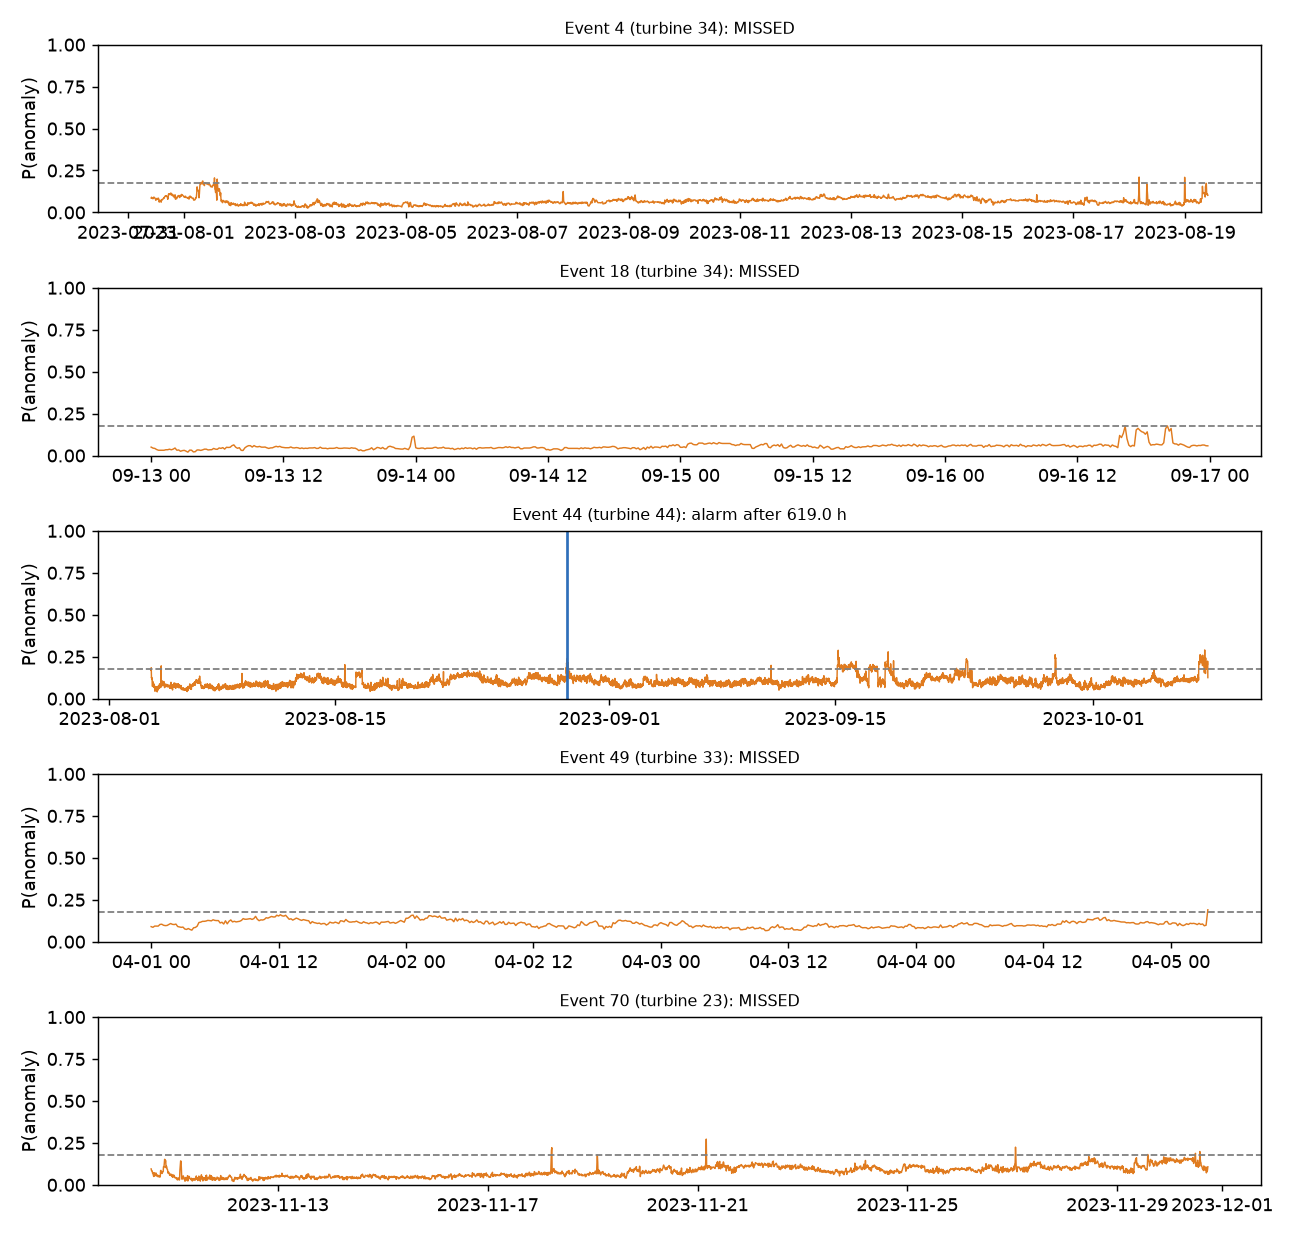 Event 4 (turbine 34): MISSED
P(anomaly)
1.00
0.75
0.50
0.25
0.00
2023-07-31 2023-08-01 2023-08-03 2023-08-05 2023-08-07 2023-08-09 2023-08-11 2023-08-13 2023-08-15 2023-08-17 2023-08-19
Event 18 (turbine 34): MISSED
P(anomaly)
1.00
0.75
0.50
0.25
0.00
09-13 00 09-13 12 09-14 00 09-14 12 09-15 00 09-15 12 09-16 00 09-16 12 09-17 00
Event 44 (turbine 44): alarm after 619.0 h
P(anomaly)
1.00
0.75
0.50
0.25
0.00
2023-08-01 2023-08-15 2023-09-01 2023-09-15 2023-10-01
Event 49 (turbine 33): MISSED
P(anomaly)
1.00
0.75
0.50
0.25
0.00
04-01 00 04-01 12 04-02 00 04-02 12 04-03 00 04-03 12 04-04 00 04-04 12 04-05 00
Event 70 (turbine 23): MISSED
P(anomaly)
1.00
0.75
0.50
0.25
0.00
2023-11-13 2023-11-17 2023-11-21 2023-11-25 2023-11-29 2023-12-01